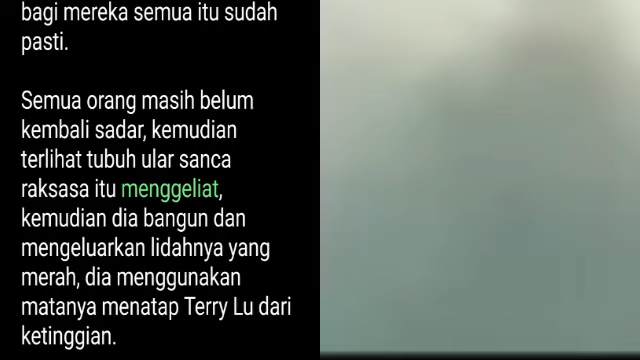 bagi mereka semua itu sudah
pasti.
Semua orang masih belum
kembali sadar, kemudian
terlihat tubuh ular sanca
raksasa itu menggeliat,
kemudian dia bangun dan
mengeluarkan lidahnya yang
merah, dia menggunakan
matanya menatap Terry Lu dari
ketinggian.